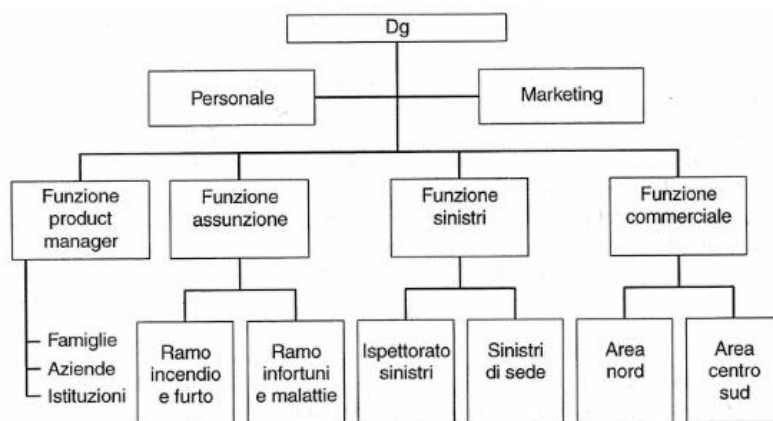 Dg
Personale
Marketing
Funzione
product
manager
Funzione
assunzione
Funzione
sinistri
Funzione
commerciale
Famiglie
Aziende
Istituzioni
Ramo
incendio
e furto
Ramo
infortuni
e malattie
Ispettorato
sinistri
Sinistri
di sede
Area
nord
Area
centro
sud